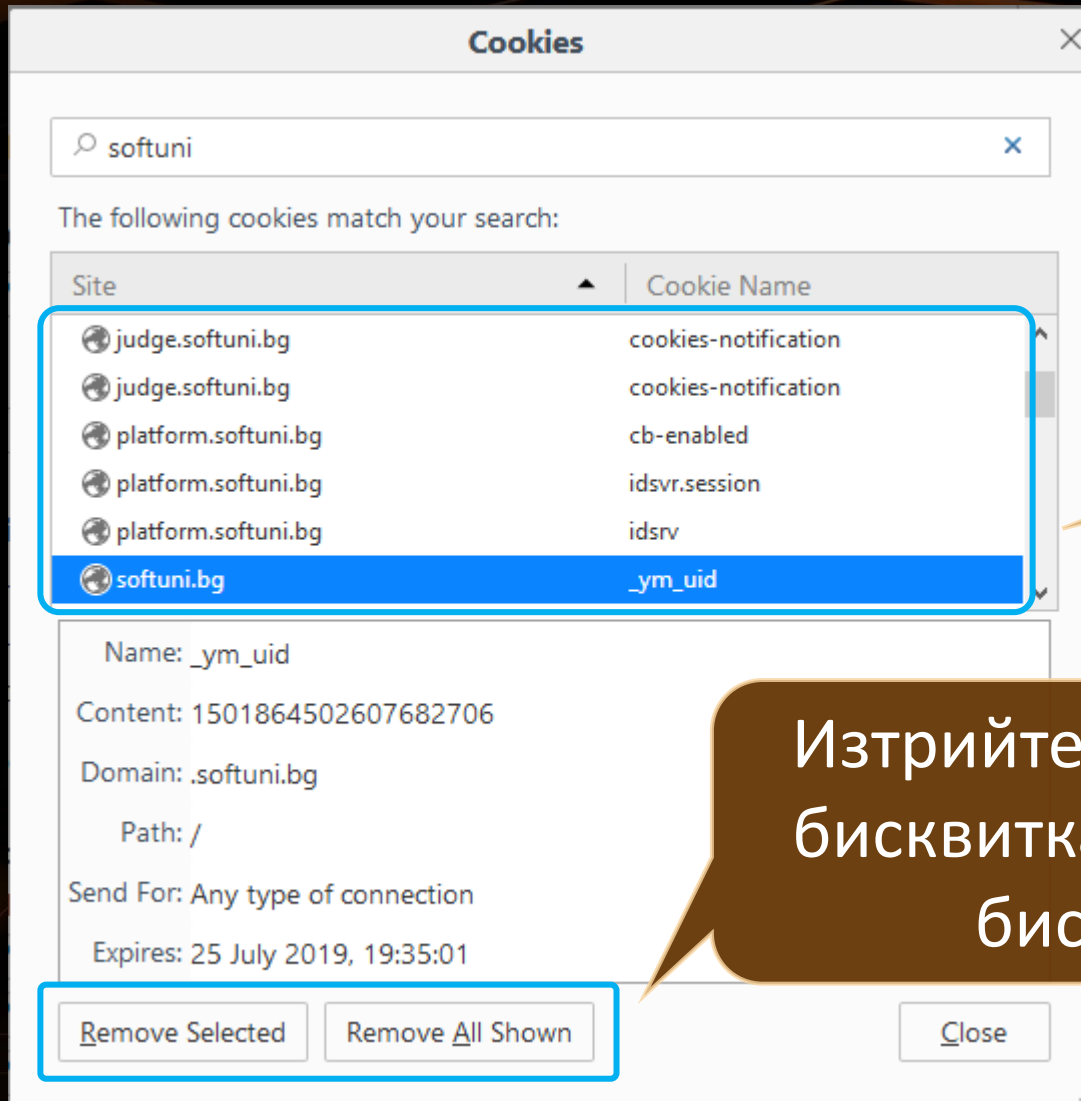 Cookies
softuni
The following cookies match your search:
Site Cookie Name
judge.softuni.bg cookies-notification
judge.softuni.bg cookies-notification
platform.softuni.bg cb-enabled
platform.softuni.bg idsvr.session
platform.softuni.bg idsrv
softuni.bg _ym_uid
Name: _ym_uid
Content: 1501864502607682706
Domain: .softuni.bg
Path: /
Send For: Any type of connection
Expires: 25 July 2019, 19:35:01
Изтрийте
Remove Selected Remove All Shown Close